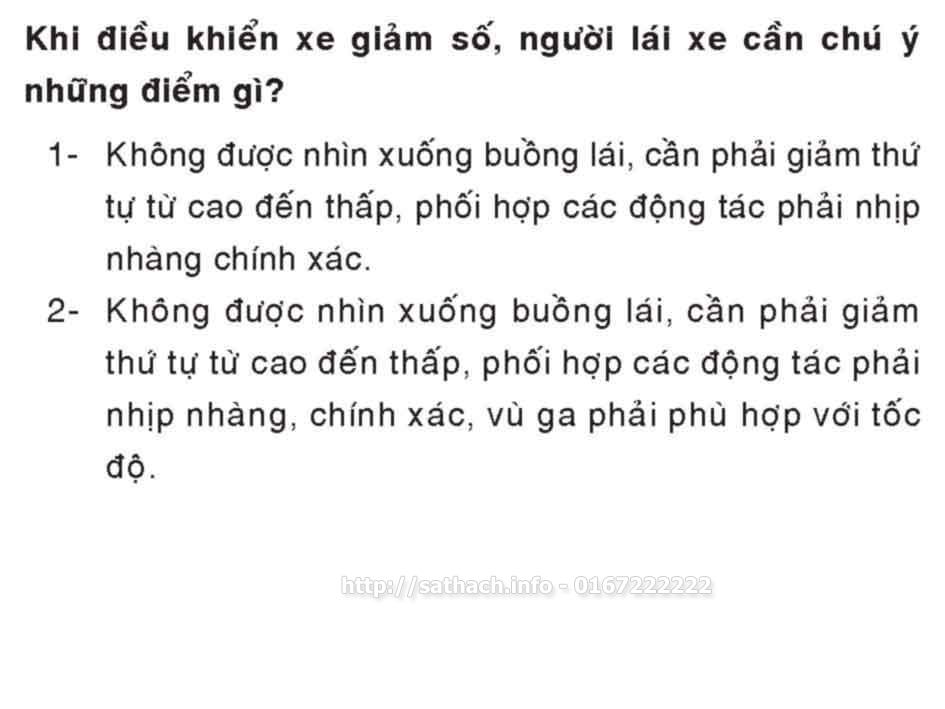 Khi điều khiển xe giảm số, người lái xe cần chú ý
những điểm gì?
1- Không được nhìn xuống buồng lái, cần phải giảm thứ
tự từ cao đến thấp, phối hợp các động tác phải nhịp
nhàng chính xác.
2- Không được nhìn xuống buồng lái, cần phải giảm
thứ tự từ cao đến thấp, phối hợp các động tác phải
nhịp nhàng, chính xác, vù ga phải phù hợp với tốc
độ.
http://sathach.info - 0167222222